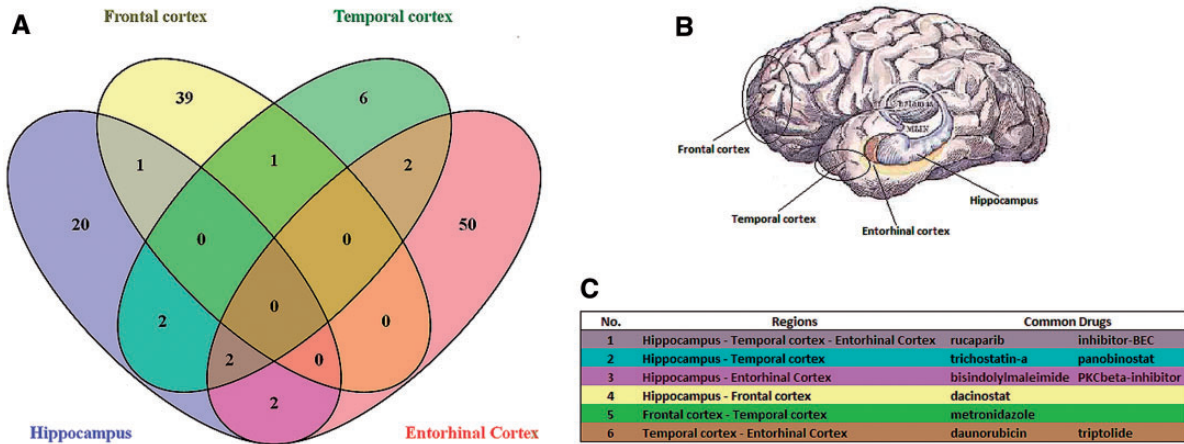 A
Frontal cortex
Temporal cortex
39
6
1
1
2
20
0
0
50
0
2
0
2
0
2
Hippocampus
Entorhinal Cortex
B
Frontal cortex
Temporal cortex
Entorhinal cortex
Hippocampus
C
No. Regions Common Drugs
1 Hippocampus - Temporal cortex - Entorhinal Cortex rucaparib inhibitor-BEC
2 Hippocampus - Temporal cortex trichostatin-a panobinostat
3 Hippocampus - Entorhinal Cortex bisindolylmaleimide PKCbeta-inhibitor
4 Hippocampus - Frontal cortex dacinostat
5 Frontal cortex - Temporal cortex metronidazole
6 Temporal cortex - Entorhinal Cortex daunorubicin triptolide